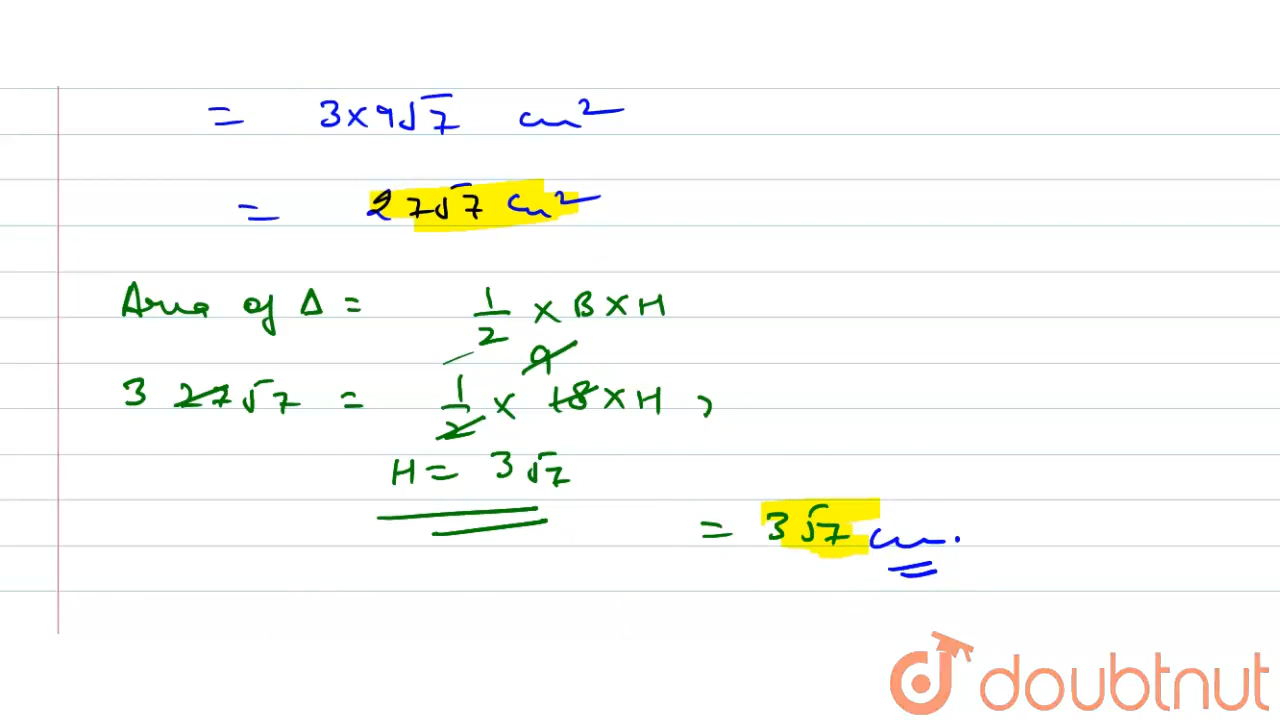 = 3×9√7 cm²
= 27√7 cm²
Area of Δ = 1/2 × B × H
9
3 27√7 = 1/2 × 18 × H ,
H = 3√7
= 3√7 cm.
doubtnut